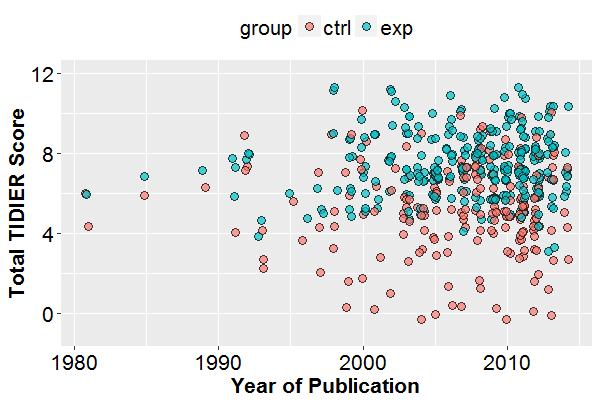 group ctrl exp
12
8
4
0
Total TIDIER Score
1980 1990 2000 2010
Year of Publication